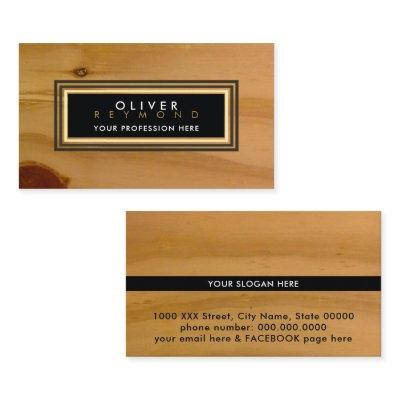 OLIVER
REYMOND
YOUR PROFESSION HERE
YOUR SLOGAN HERE
1000 XXX Street, City Name, State 00000
phone number: 000.000.0000
your email here & FACEBOOK page here